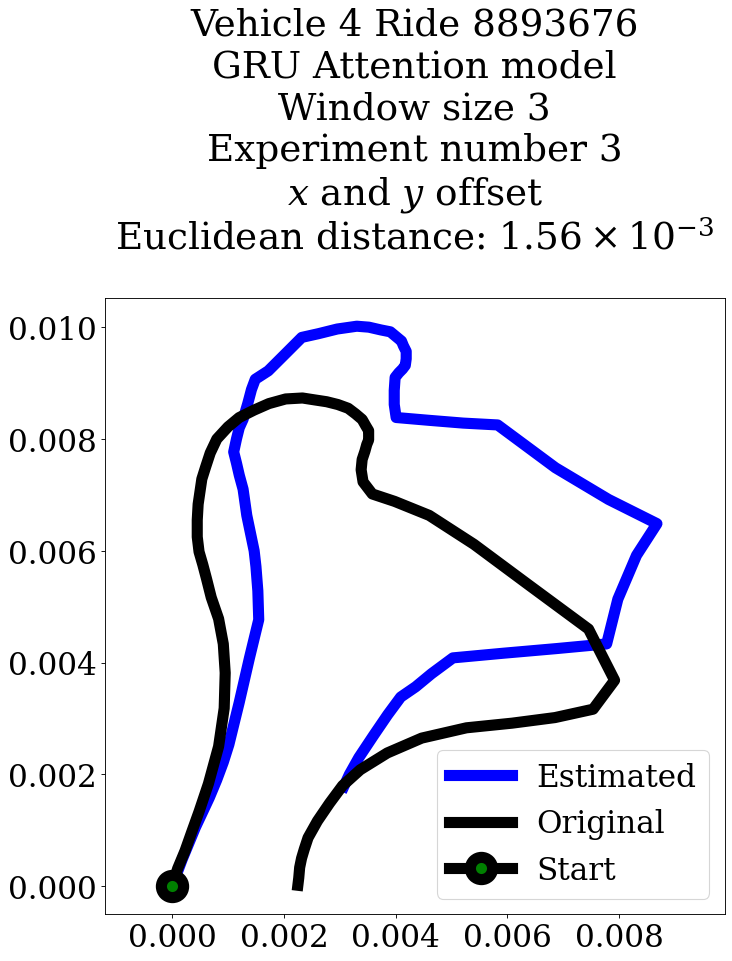 Vehicle 4 Ride 8893676
GRU Attention model
Window size 3
Experiment number 3
x and y offset
Euclidean distance: 1.56 × 10⁻³
0.010
0.008
0.006
0.004
0.002
0.000
Estimated
Original
Start
0.000 0.002 0.004 0.006 0.008